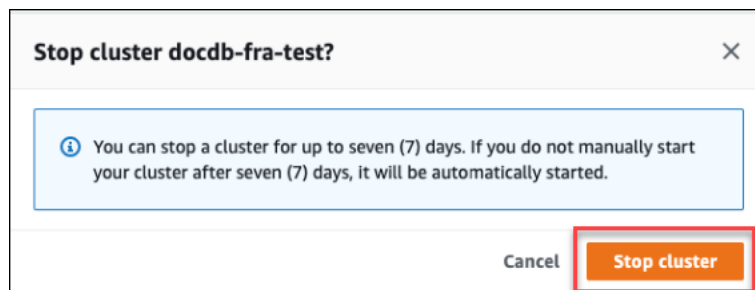 Stop cluster docdb-fra-test?
You can stop a cluster for up to seven (7) days. If you do not manually start
your cluster after seven (7) days, it will be automatically started.
Cancel
Stop cluster